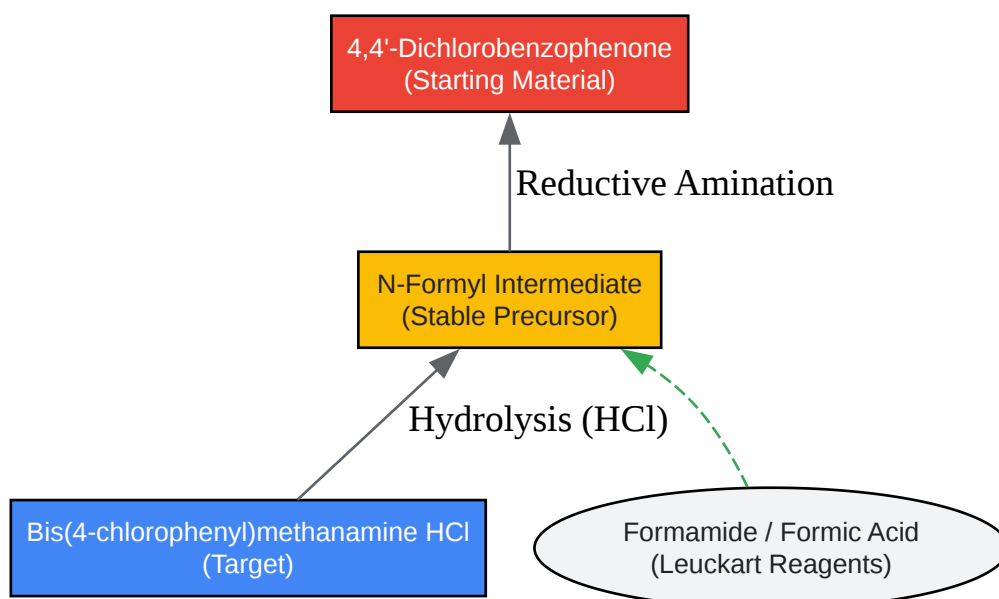 4,4'-Dichlorobenzophenone
(Starting Material)
Reductive Amination
N-Formyl Intermediate
(Stable Precursor)
Hydrolysis (HCl)
Bis(4-chlorophenyl)methanamine HCl
(Target)
Formamide / Formic Acid
(Leuckart Reagents)